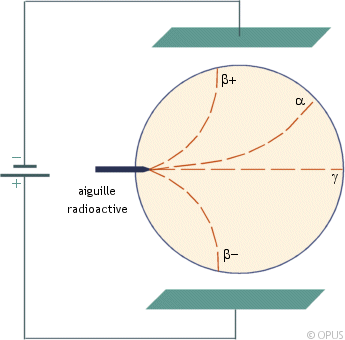 β+
α
−
+
aiguille
radioactive
γ
β−
© OPUS